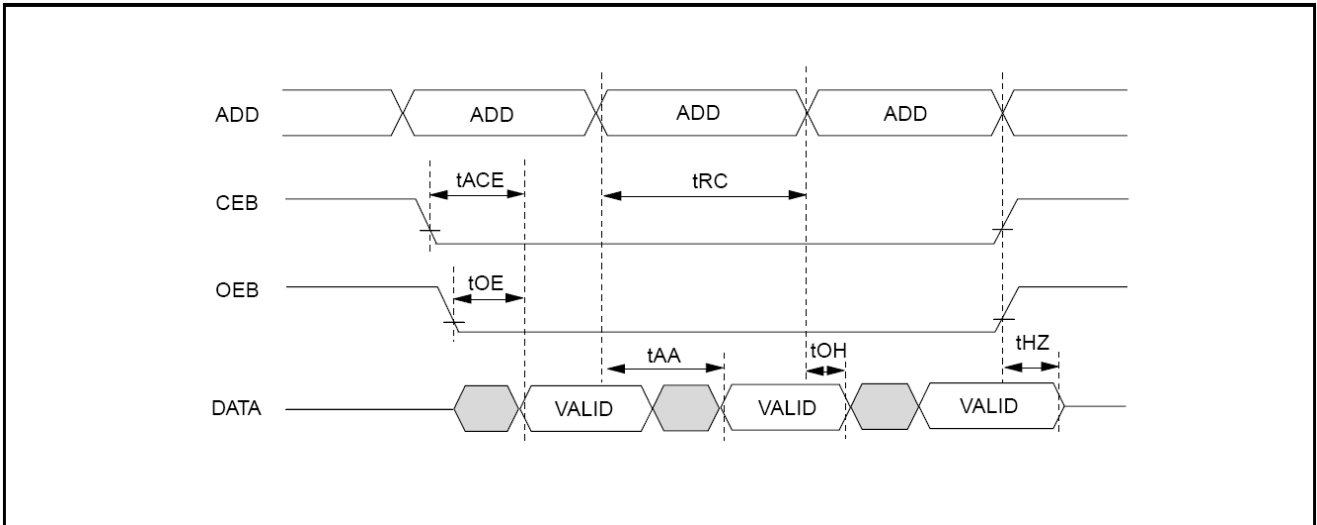 ADD ADD ADD ADD
tACE tRC
CEB
tOE
OEB
tAA tOH tHZ
DATA VALID VALID VALID